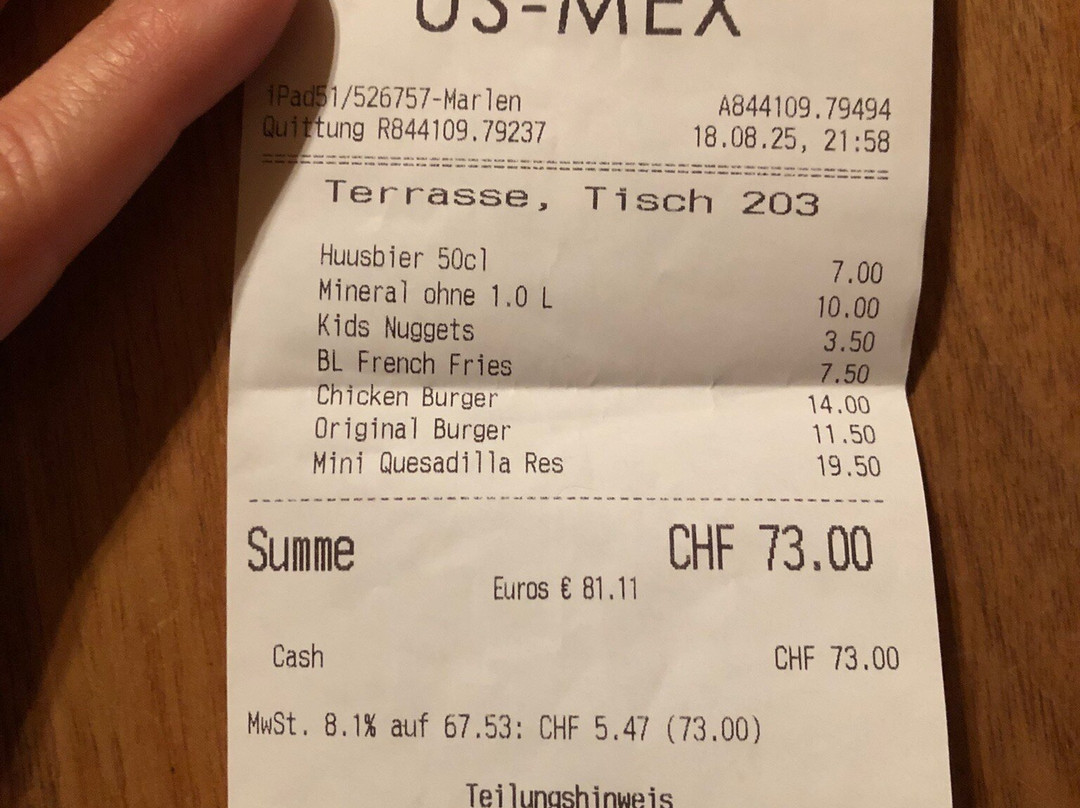 US-MEX
iPad51/526757-Marlen A844109.79494
Quittung R844109.79237 18.08.25, 21:58
Terrasse, Tisch 203
Huusbier 50cl 7.00
Mineral ohne 1.0 L 10.00
Kids Nuggets 3.50
BL French Fries 7.50
Chicken Burger 14.00
Original Burger 11.50
Mini Quesadilla Res 19.50
Summe CHF 73.00
Euros € 81.11
Cash CHF 73.00
MwSt. 8.1% auf 67.53: CHF 5.47 (73.00)
Teilungshinweis